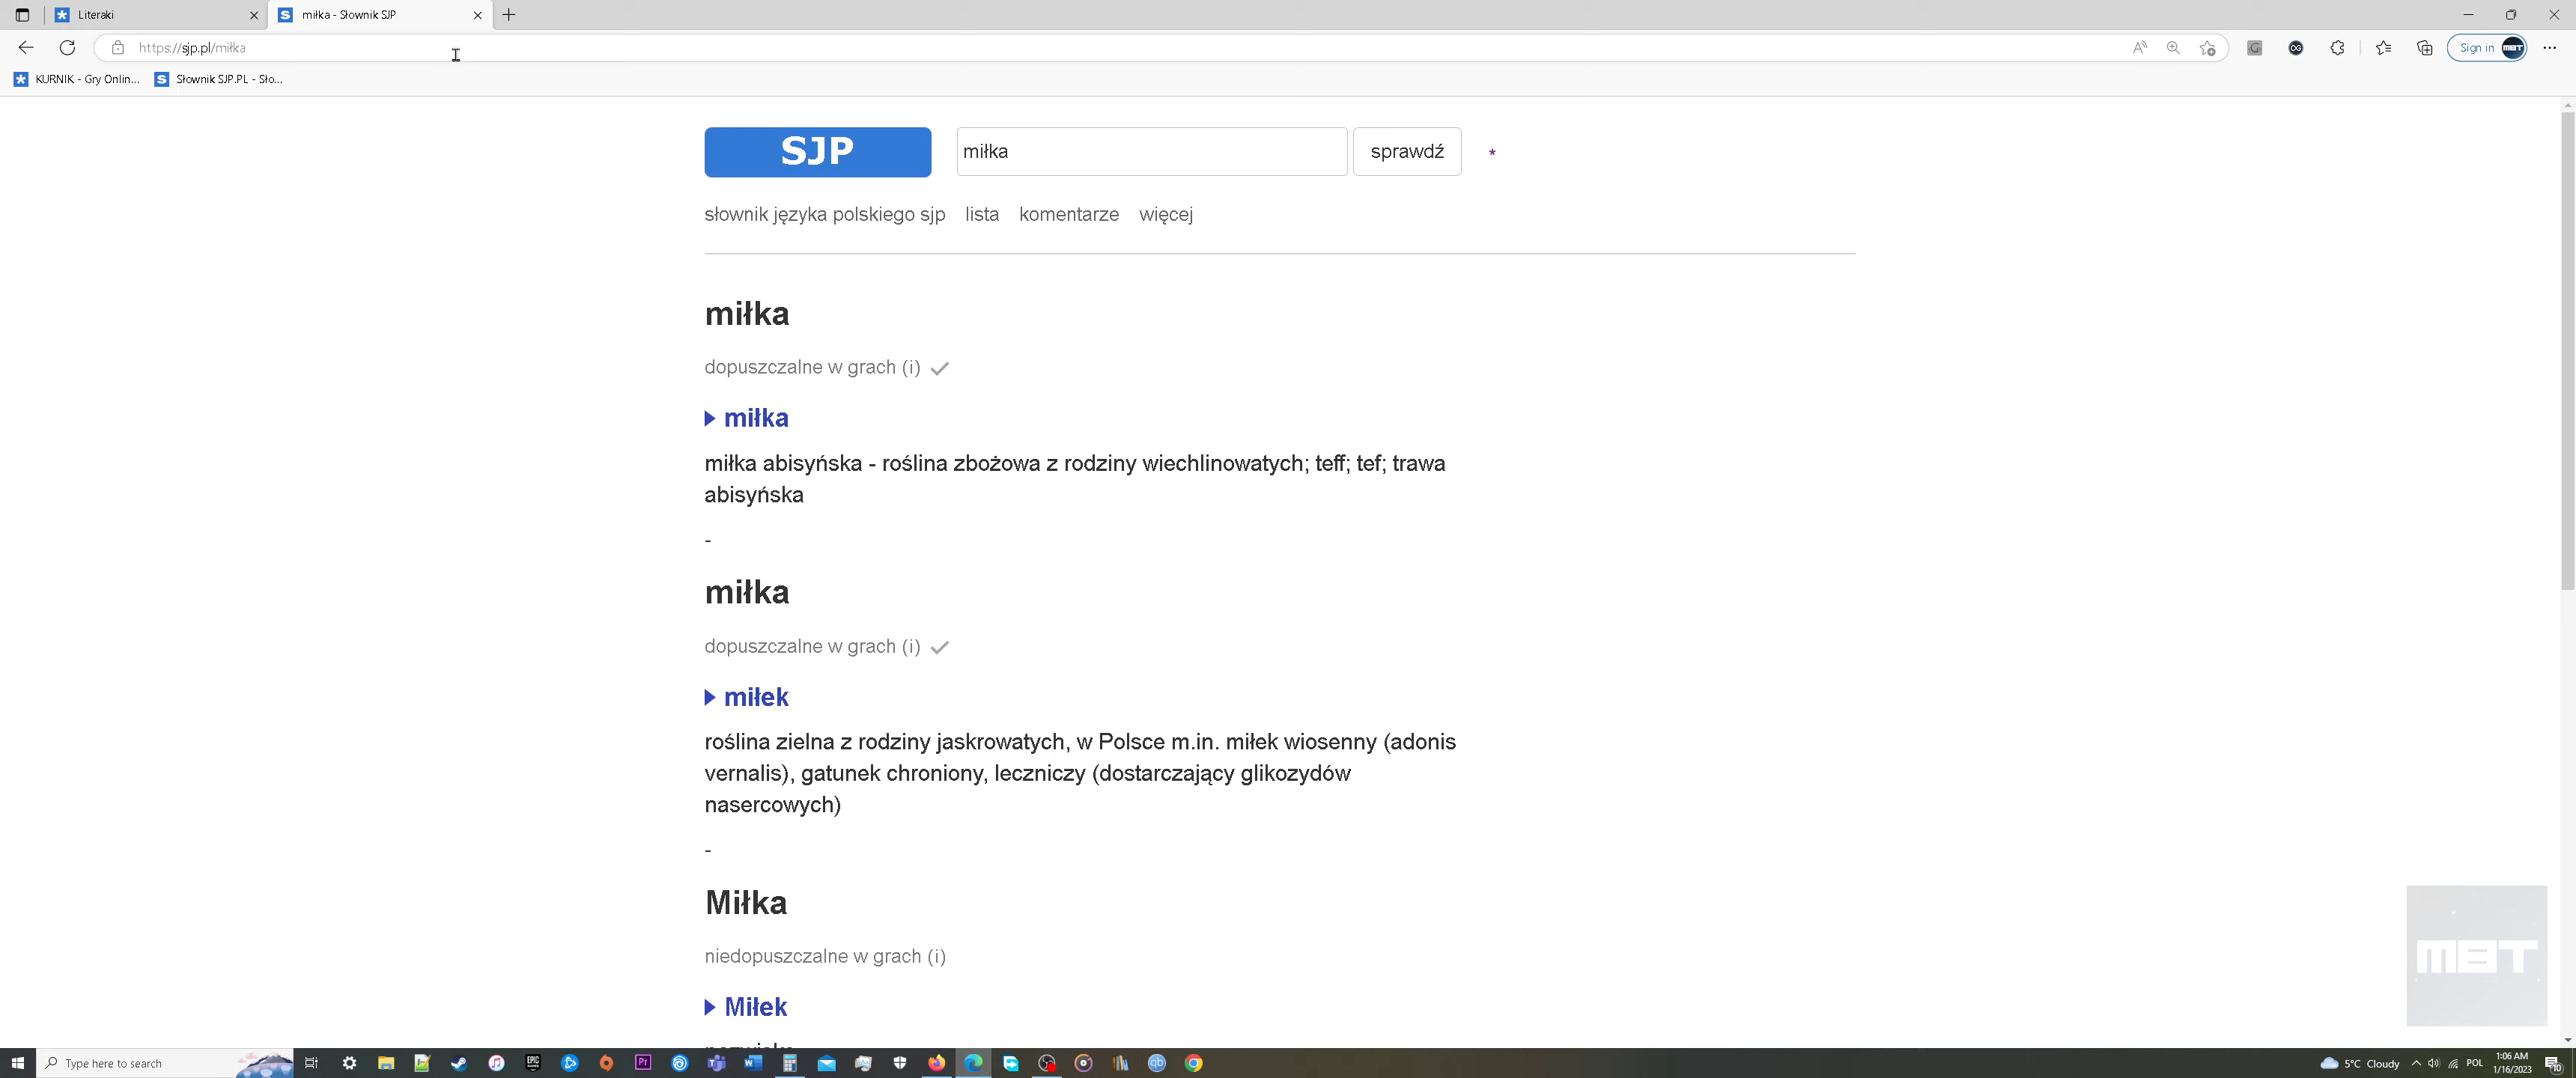 Literaki
miłka - Słownik SJP
https://sjp.pl/miłka
Sign in
KURNIK - Gry Onlin...
Słownik SJP.PL - Sło...
SJP
miłka
sprawdź
*
słownik języka polskiego sjp lista komentarze więcej
miłka
dopuszczalne w grach (i)
miłka
miłka abisyńska - roślina zbożowa z rodziny wiechlinowatych; teff; tef; trawa
abisyńska
-
miłka
dopuszczalne w grach (i)
miłek
roślina zielna z rodziny jaskrowatych, w Polsce m.in. miłek wiosenny (adonis
vernalis), gatunek chroniony, leczniczy (dostarczający glikozydów
nasercowych)
-
Miłka
niedopuszczalne w grach (i)
Miłek
MBT
Type here to search
5°C Cloudy
POL
1:06 AM
1/16/2023